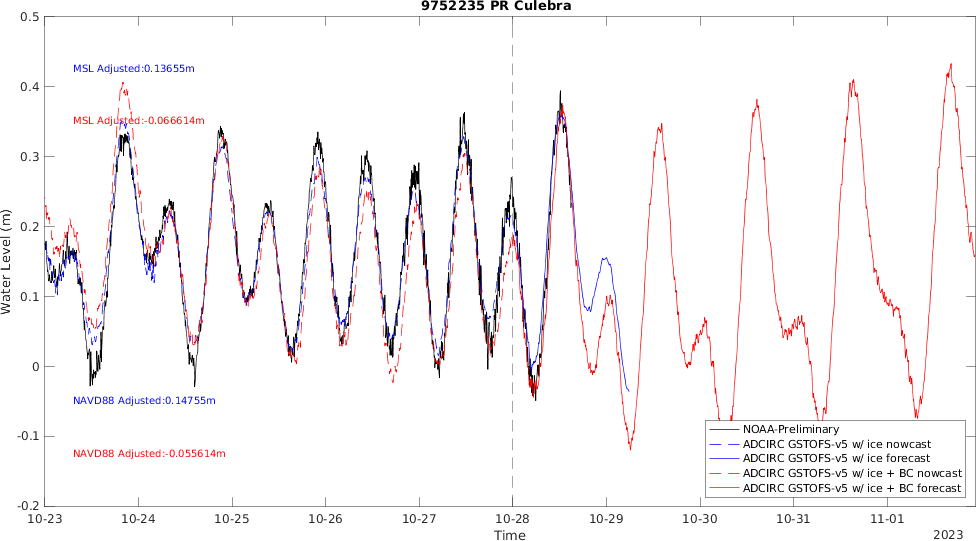 9752235 PR Culebra
0.5
0.4
0.3
0.2
0.1
0
-0.1
-0.2
Water Level (m)
MSL Adjusted:0.13655m
MSL Adjusted:-0.066614m
NAVD88 Adjusted:0.14755m
NAVD88 Adjusted:-0.055614m
NOAA-Preliminary
ADCIRC GSTOFS-v5 w/ ice nowcast
ADCIRC GSTOFS-v5 w/ ice forecast
ADCIRC GSTOFS-v5 w/ ice + BC nowcast
ADCIRC GSTOFS-v5 w/ ice + BC forecast
10-23 10-24 10-25 10-26 10-27 10-28 10-29 10-30 10-31 11-01
Time
2023